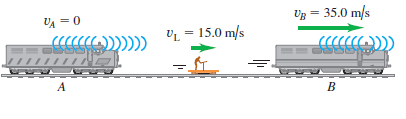 v_A = 0
v_L = 15.0 m/s
v_B = 35.0 m/s
A
B